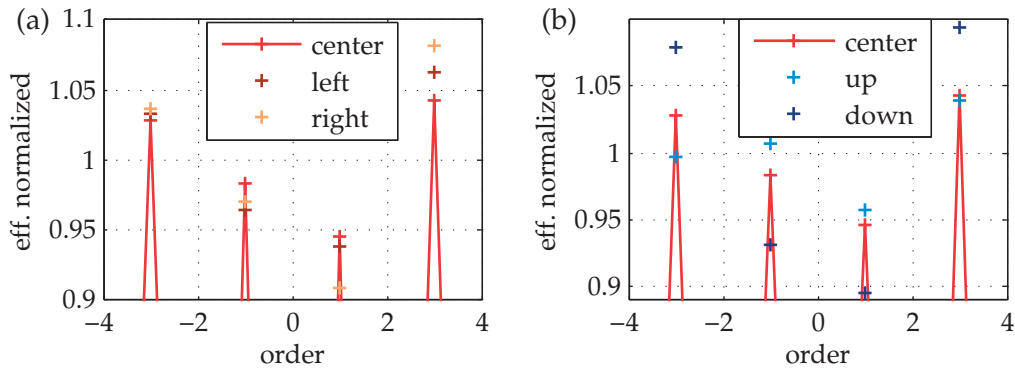 (a)
1.1
1.05
1
0.95
0.9
eff. normalized
−4
−2
0
2
4
order
center
left
right
(b)
1.05
1
0.95
0.9
eff. normalized
−4
−2
0
2
4
order
center
up
down